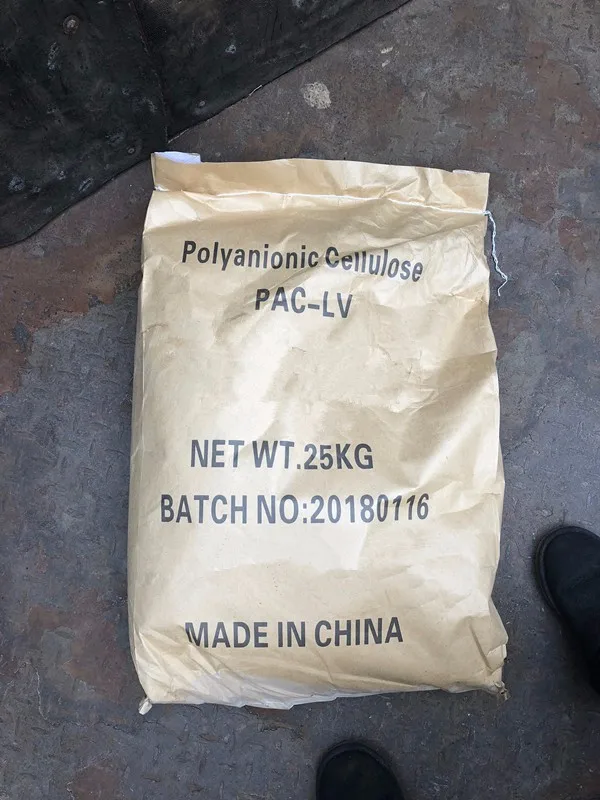 Polyanionic Cellulose
PAC-LV
NET WT.25KG
BATCH NO:20180116
MADE IN CHINA